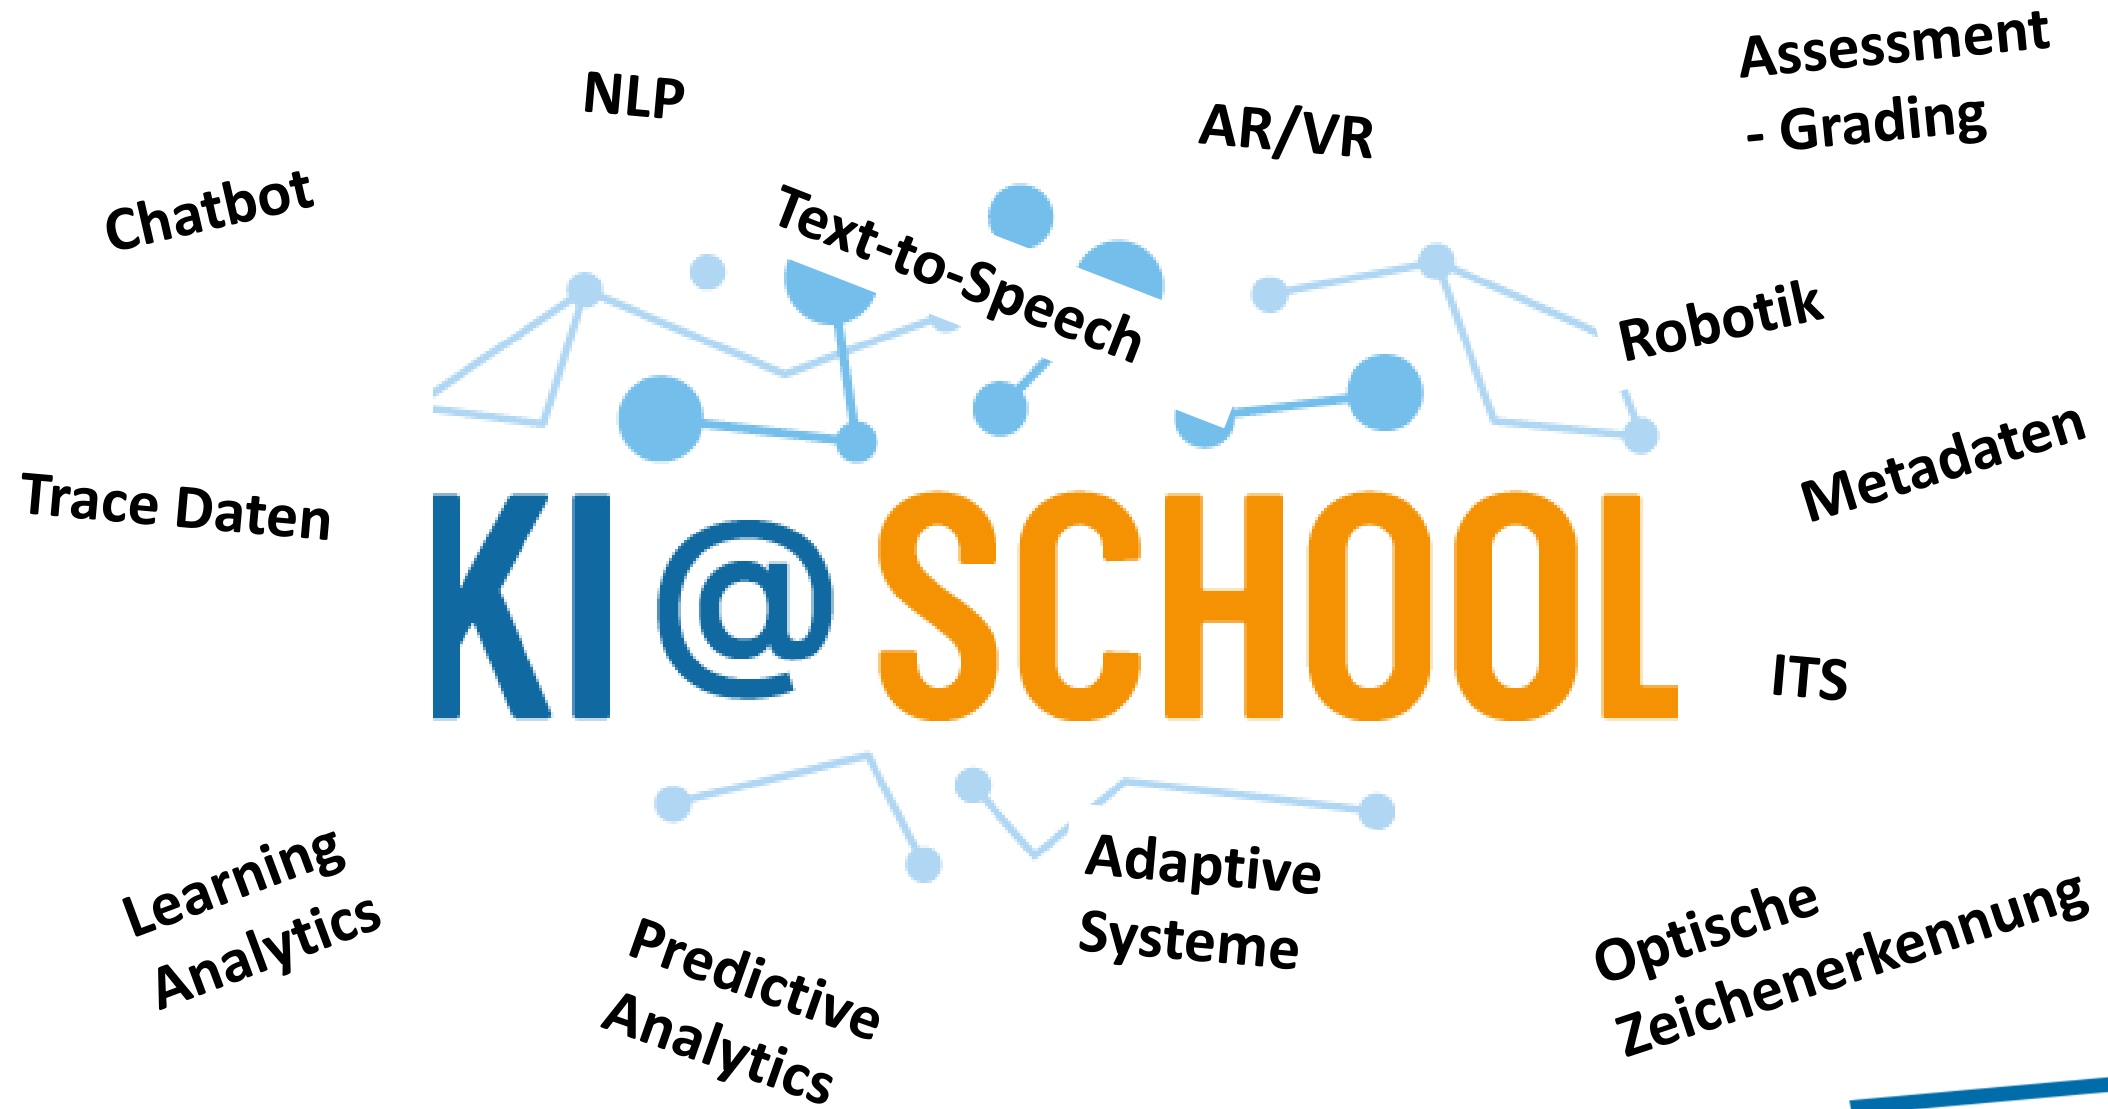 Assessment
- Grading
NLP
AR/VR
Chatbot
Text-to-Speech
Robotik
Metadaten
Trace Daten
KI@SCHOOL
ITS
Learning
Analytics
Adaptive
Systeme
Predictive
Analytics
Optische
Zeichenerkennung